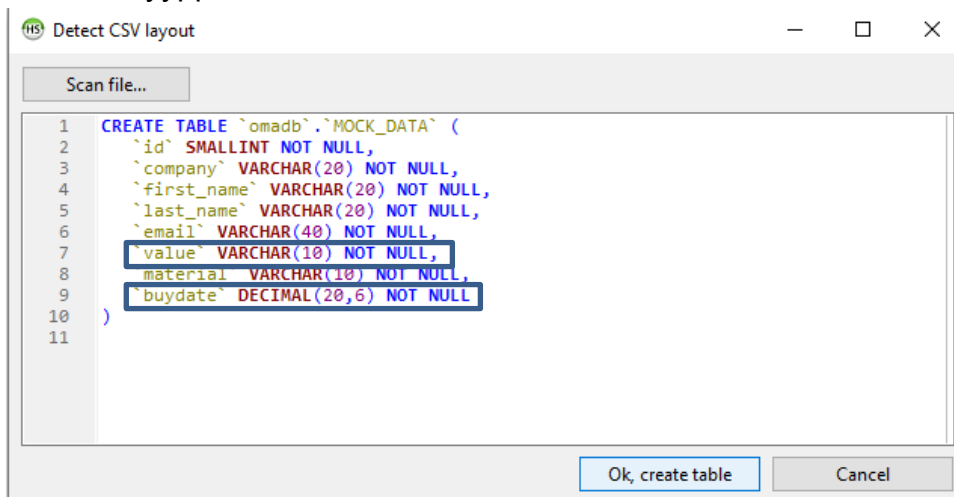 HS Detect CSV layout
Scan file...
1 CREATE TABLE `omadb`.`MOCK_DATA` (
2 `id` SMALLINT NOT NULL,
3 `company` VARCHAR(20) NOT NULL,
4 `first_name` VARCHAR(20) NOT NULL,
5 `last_name` VARCHAR(20) NOT NULL,
6 `email` VARCHAR(40) NOT NULL,
7 `value` VARCHAR(10) NOT NULL,
8 `material` VARCHAR(10) NOT NULL,
9 `buydate` DECIMAL(20,6) NOT NULL
10 )
11
Ok, create table Cancel